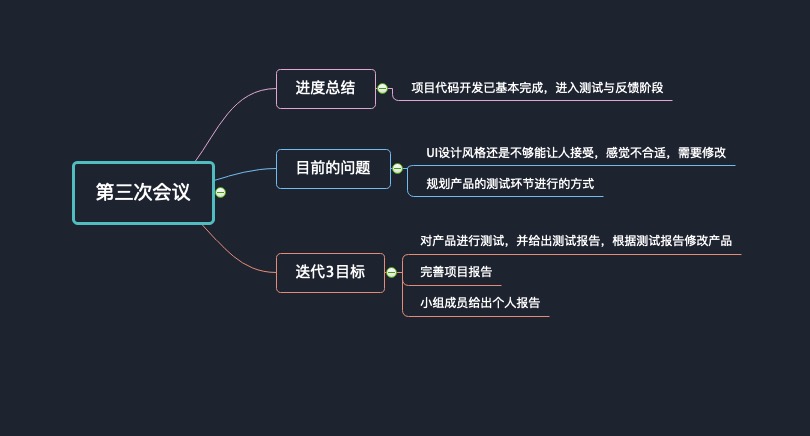 第三次会议
进度总结
项目代码开发已基本完成，进入测试与反馈阶段
目前的问题
UI设计风格还是不够能让人接受，感觉不合适，需要修改
规划产品的测试环节进行的方式
迭代3目标
对产品进行测试，并给出测试报告，根据测试报告修改产品
完善项目报告
小组成员给出个人报告